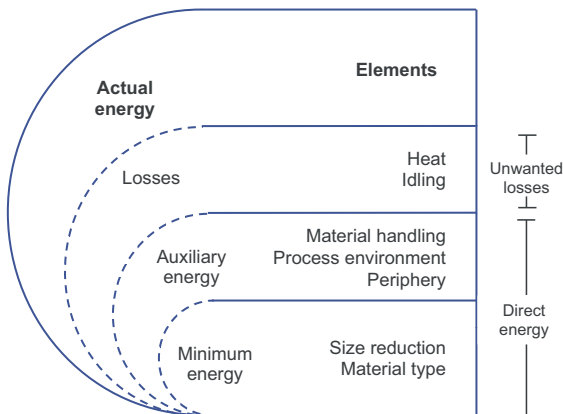 Elements
Actual
energy
Losses
Heat
Idling
Unwanted
losses
Auxiliary
energy
Material handling
Process environment
Periphery
Direct
energy
Minimum
energy
Size reduction
Material type